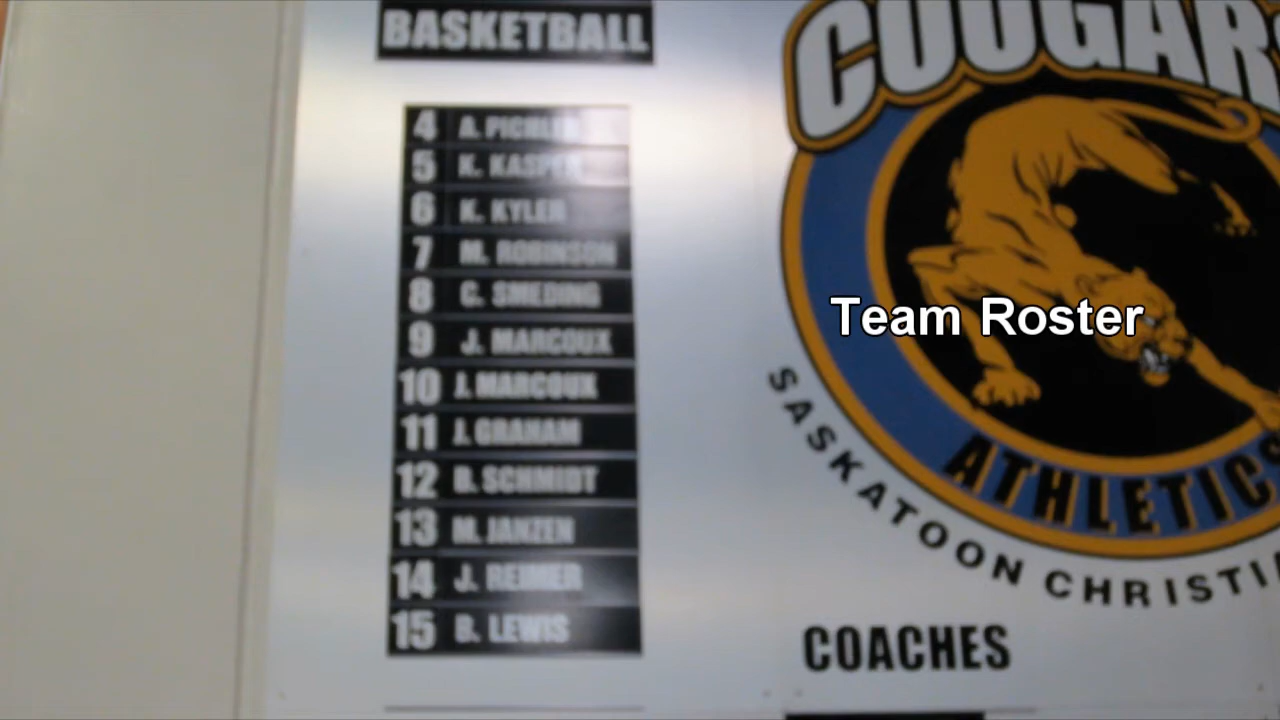 BASKETBALL
4 A. PICHLER
5 K. KASPER
6 K. KYLER
7 M. ROBINSON
8 C. SMEDING
9 J. MARCOUX
10 J. MARCOUX
11 J. GRAHAM
12 B. SCHMIDT
13 M. JANZEN
14 J. REIMER
15 B. LEWIS
COUGARS
Team Roster
ATHLETICS
SASKATOON CHRISTI
COACHES